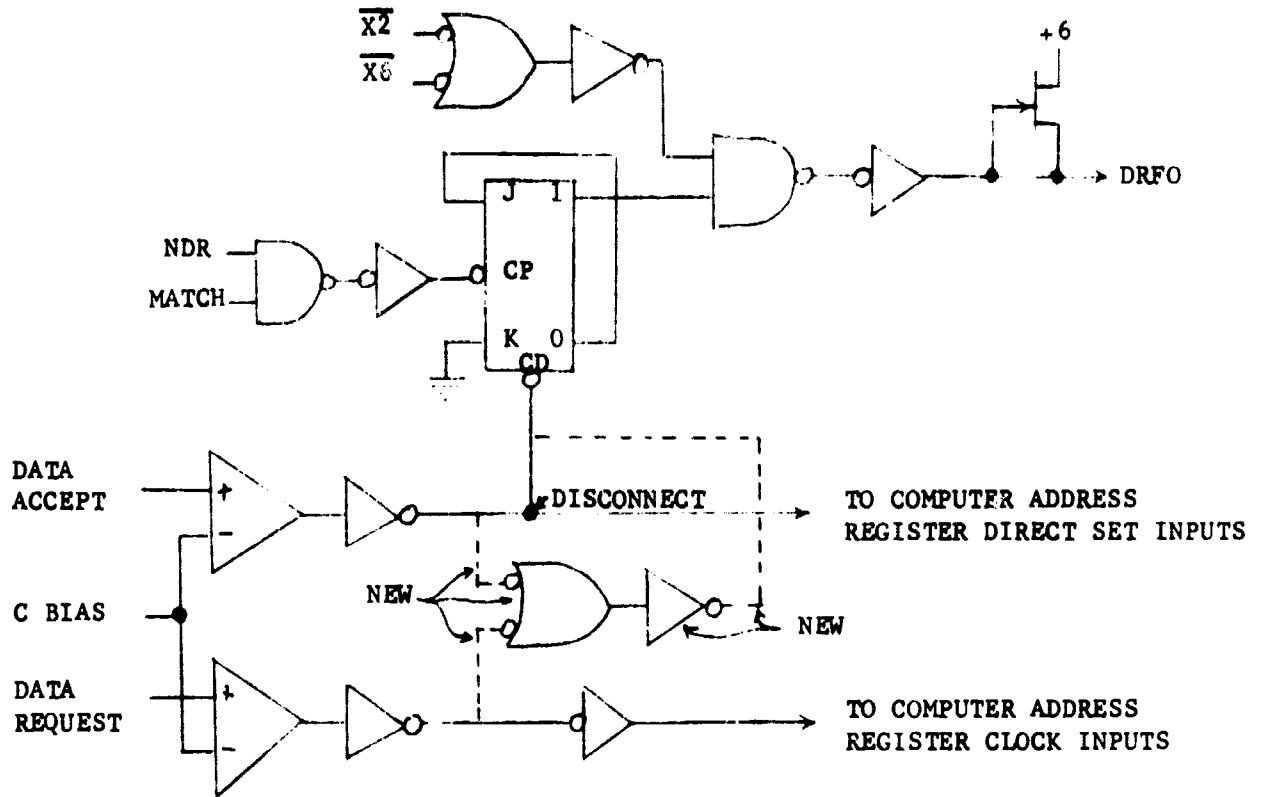 X2
X6
+6
J 1
DRFO
NDR
CP
MATCH
K 0
CD
DATA
ACCEPT
+
-
DISCONNECT
TO COMPUTER ADDRESS
REGISTER DIRECT SET INPUTS
NEW
C BIAS
NEW
DATA
REQUEST
+
-
TO COMPUTER ADDRESS
REGISTER CLOCK INPUTS